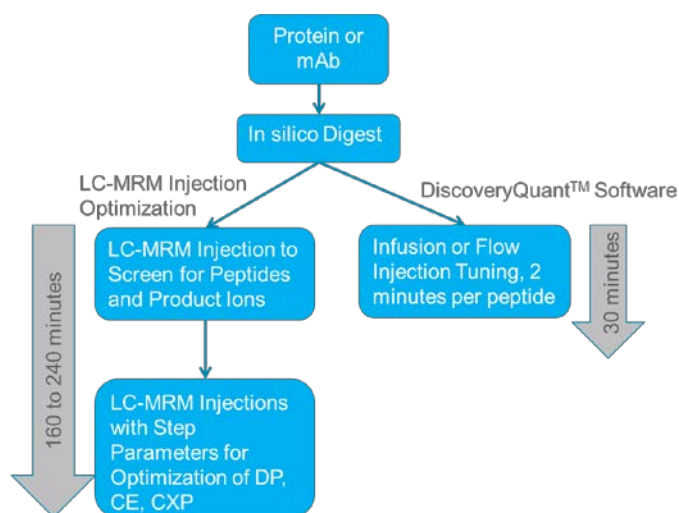 Protein or
mAb
In silico Digest
LC-MRM Injection
Optimization
DiscoveryQuant™ Software
LC-MRM Injection to
Screen for Peptides
and Product Ions
Infusion or Flow
Injection Tuning, 2
minutes per peptide
30 minutes
160 to 240 minutes
LC-MRM Injections
with Step
Parameters for
Optimization of DP,
CE, CXP